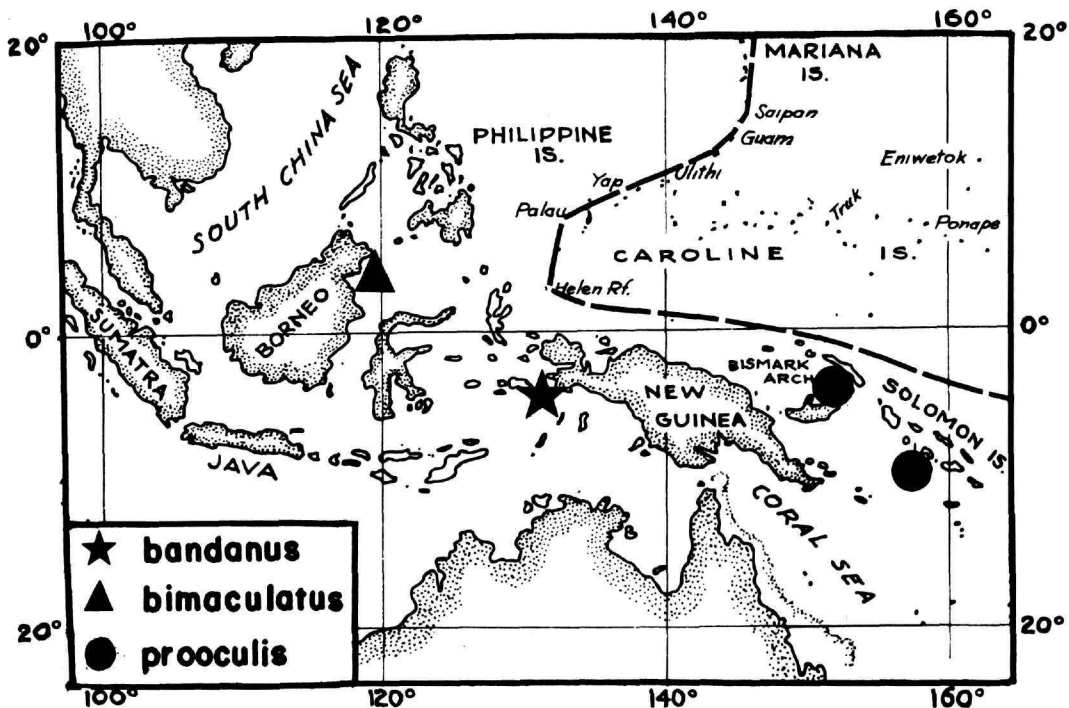 100°
120°
140°
160°
20°
20°
MARIANA
IS.
SOUTH CHINA SEA
PHILIPPINE
IS.
Saipan
Guam
Eniwetok
Ulithi
Yap
Palau
Truk
Ponape
CAROLINE IS.
Helen Rf.
BORNEO
SUMATRA
0°
0°
BISMARK
ARCH
NEW
GUINEA
SOLOMON IS.
JAVA
CORAL SEA
bandanus
bimaculatus
prooculis
20°
20°
100°
120°
140°
160°